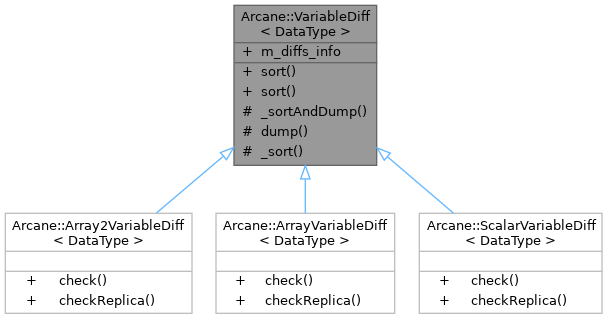 Arcane::VariableDiff
< DataType >
+ m_diffs_info
+ sort()
+ sort()
# _sortAndDump()
# dump()
# _sort()
Arcane::Array2VariableDiff
< DataType >
+ check()
+ checkReplica()
Arcane::ArrayVariableDiff
< DataType >
+ check()
+ checkReplica()
Arcane::ScalarVariableDiff
< DataType >
+ check()
+ checkReplica()